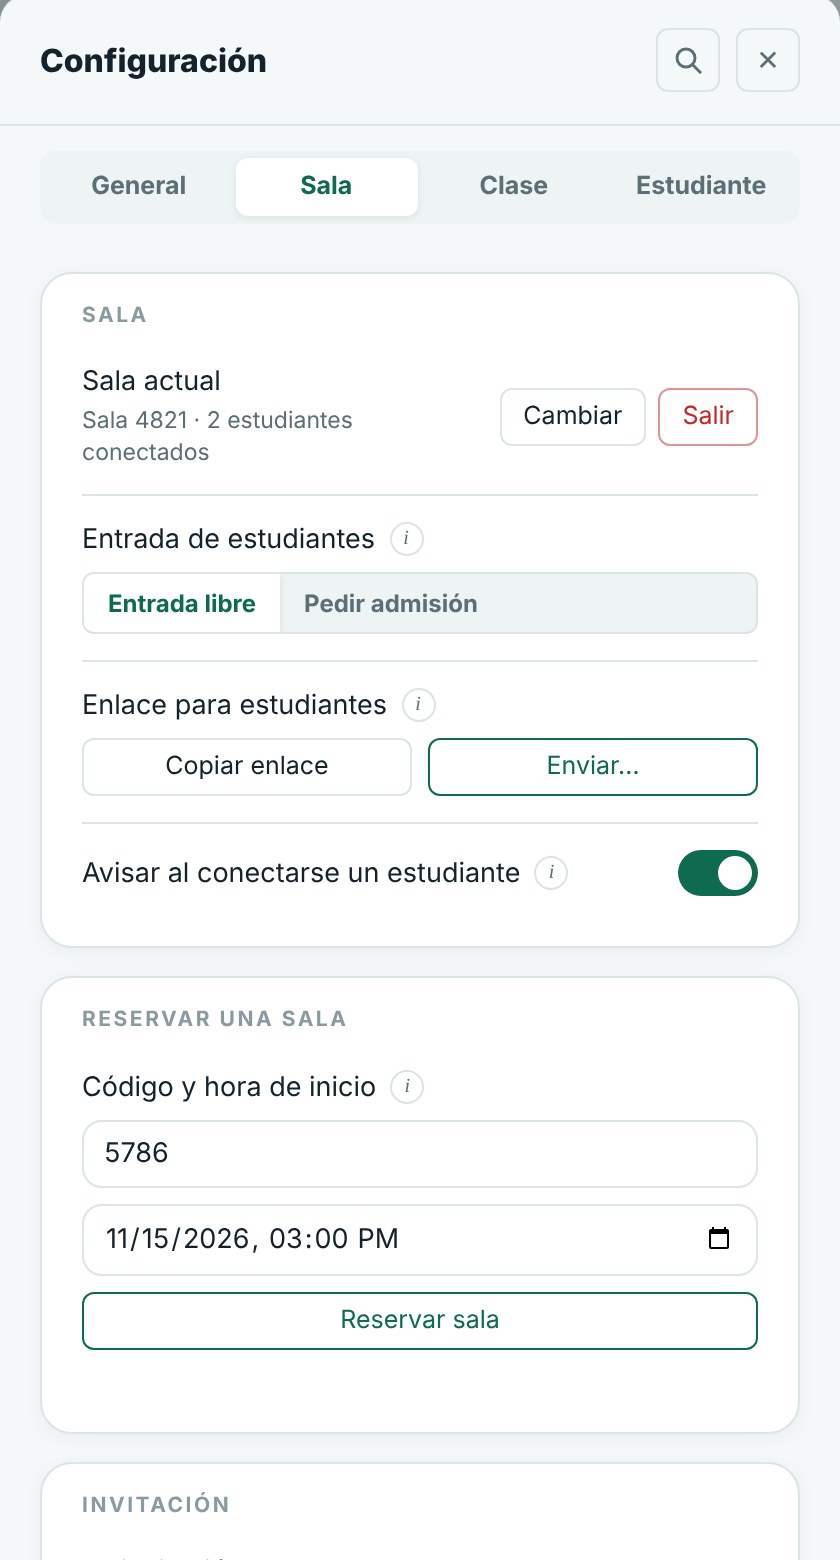 Configuración
General Sala Clase Estudiante
SALA
Sala actual
Sala 4821 · 2 estudiantes
conectados
Cambiar Salir
Entrada de estudiantes i
Entrada libre Pedir admisión
Enlace para estudiantes i
Copiar enlace Enviar...
Avisar al conectarse un estudiante i
RESERVAR UNA SALA
Código y hora de inicio i
5786
11/15/2026, 03:00 PM
Reservar sala
INVITACIÓN